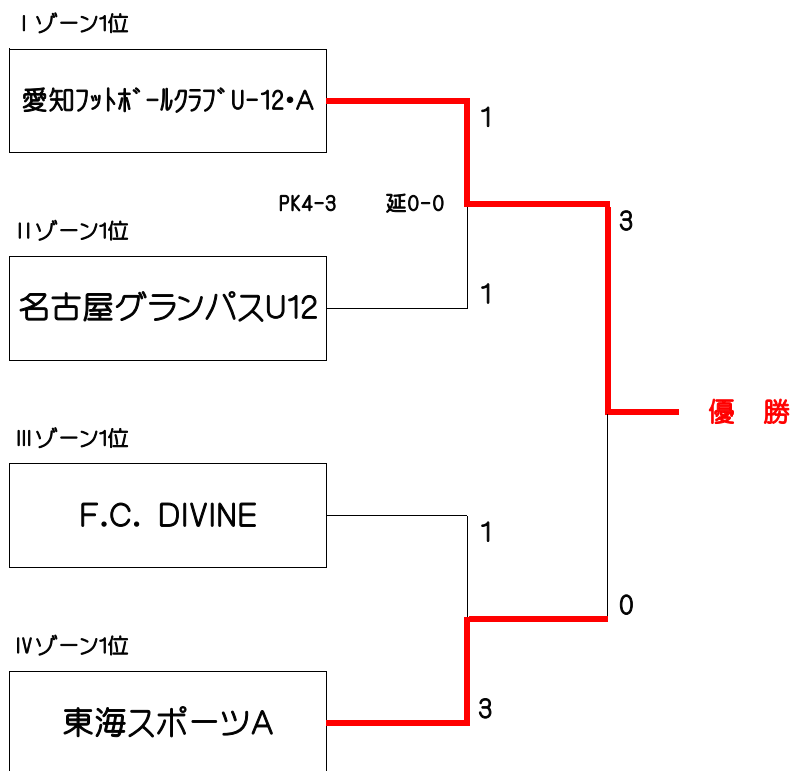 Ⅰゾーン1位
愛知フットボールクラブU-12・A
1
PK4-3 延0-0
3
Ⅱゾーン1位
名古屋グランパスU12
1
優 勝
Ⅲゾーン1位
F.C. DIVINE
1
0
Ⅳゾーン1位
東海スポーツA
3